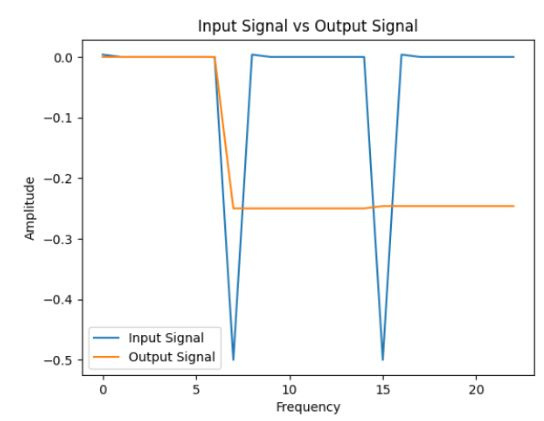 Input Signal vs Output Signal
0.0
−0.1
−0.2
−0.3
−0.4
−0.5
Amplitude
Input Signal
Output Signal
0 5 10 15 20
Frequency